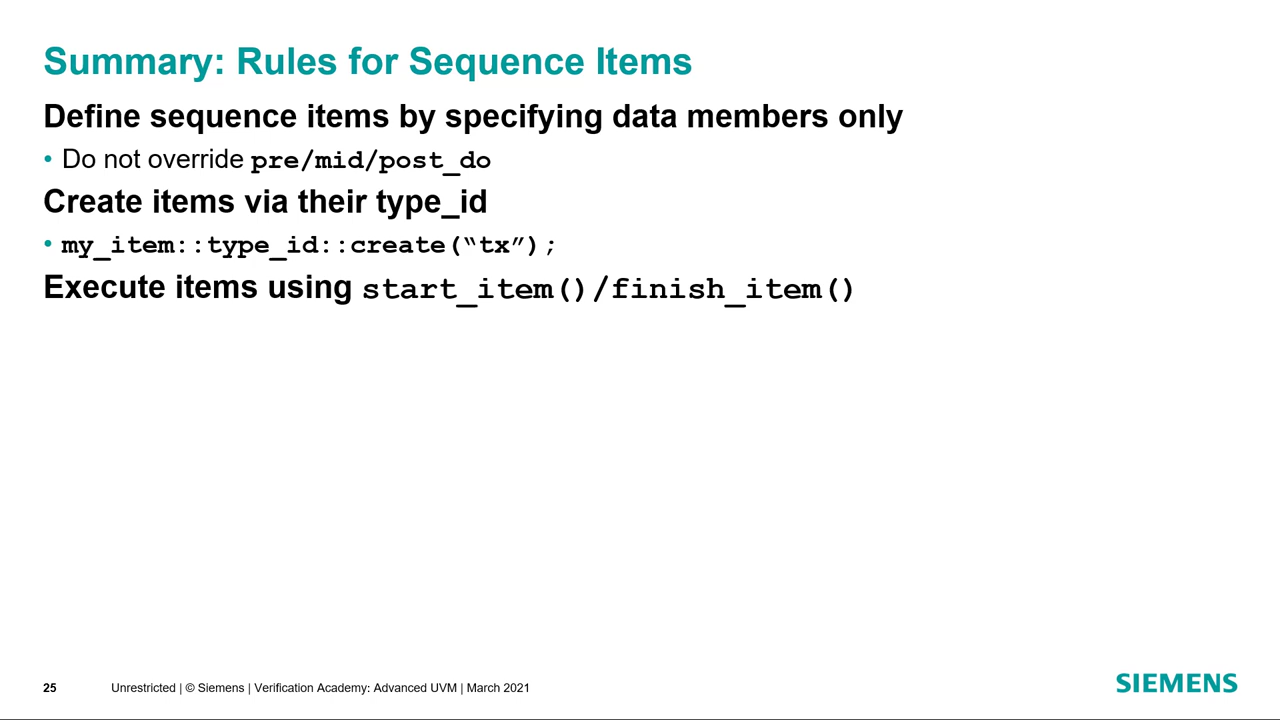 Summary: Rules for Sequence Items
Define sequence items by specifying data members only
• Do not override pre/mid/post_do
Create items via their type_id
• my_item::type_id::create(“tx”);
Execute items using start_item()/finish_item()
25 Unrestricted | © Siemens | Verification Academy: Advanced UVM | March 2021
SIEMENS